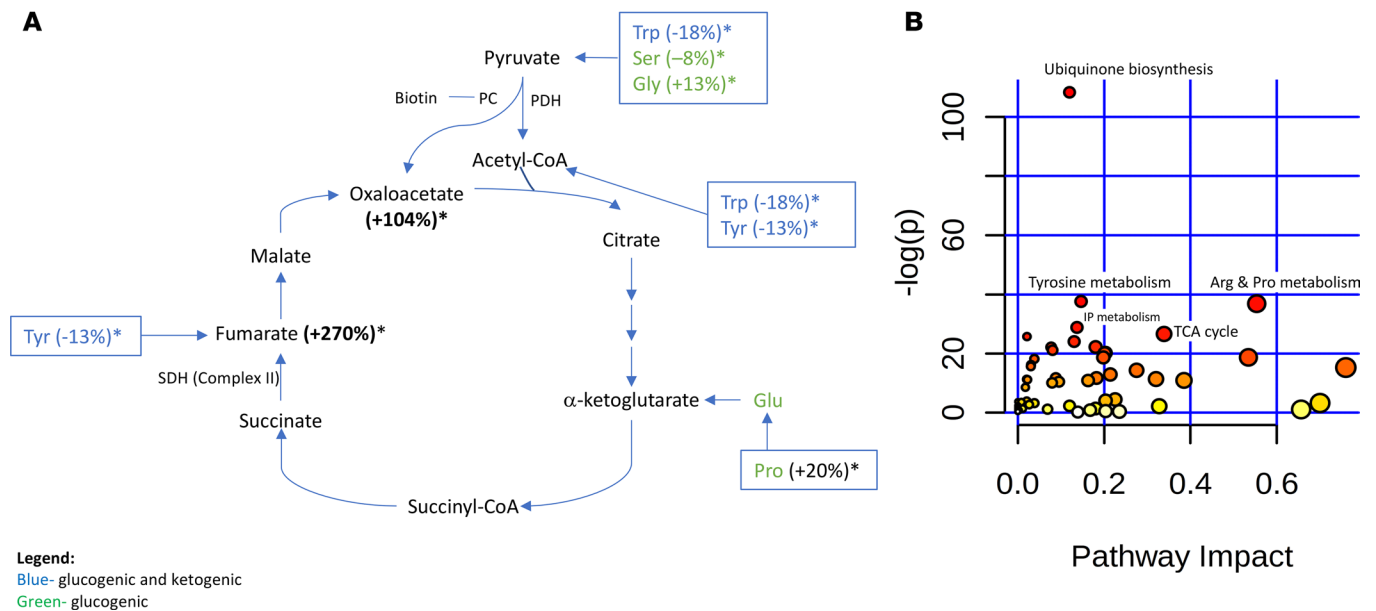 A
Trp (-18%)*
Ser (–8%)*
Gly (+13%)*
Pyruvate
Biotin
PC
PDH
Acetyl-CoA
Oxaloacetate
(+104%)*
Trp (-18%)*
Tyr (-13%)*
Citrate
Malate
Tyr (-13%)*
Fumarate (+270%)*
SDH (Complex II)
α-ketoglutarate
Glu
Succinate
Pro (+20%)*
Succinyl-CoA
Legend:
Blue- glucogenic and ketogenic
Green- glucogenic
B
Ubiquinone biosynthesis
100
60
20
0
-log(p)
Tyrosine metabolism
Arg & Pro metabolism
IP metabolism
TCA cycle
0.0
0.2
0.4
0.6
Pathway Impact